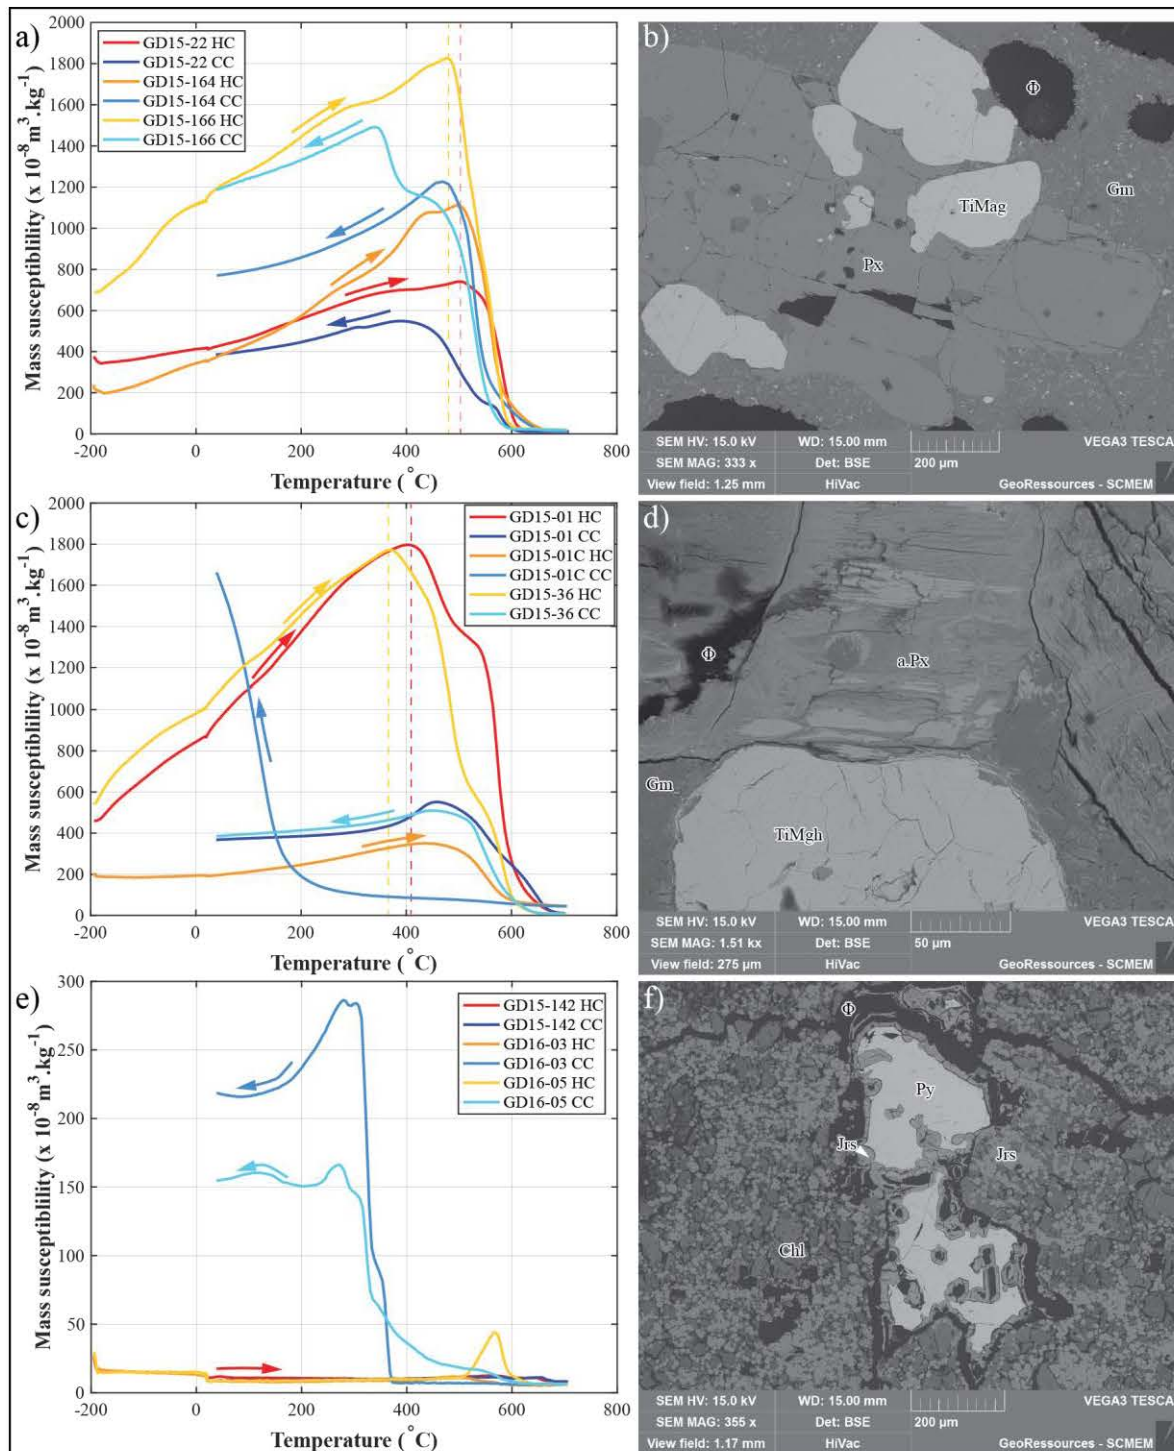 a)
Mass susceptiblility (x 10⁻⁸ m³.kg⁻¹)
2000
1800
1600
1400
1200
1000
800
600
400
200
0
GD15-22 HC
GD15-22 CC
GD15-164 HC
GD15-164 CC
GD15-166 HC
GD15-166 CC
-200 0 200 400 600 800
Temperature (°C)
b)
Φ
Gm
TiMag
Px
SEM HV: 15.0 kV WD: 15.00 mm VEGA3 TESCA
SEM MAG: 333 x Det: BSE 200 µm
View field: 1.25 mm HiVac GeoRessources - SCMEM
c)
Mass susceptiblility (x 10⁻⁸ m³.kg⁻¹)
2000
1800
1600
1400
1200
1000
800
600
400
200
0
GD15-01 HC
GD15-01 CC
GD15-01C HC
GD15-01C CC
GD15-36 HC
GD15-36 CC
-200 0 200 400 600 800
Temperature (°C)
d)
Φ
a.Px
Gm
TiMgh
SEM HV: 15.0 kV WD: 15.00 mm VEGA3 TESCA
SEM MAG: 1.51 kx Det: BSE 50 µm
View field: 275 µm HiVac GeoRessources - SCMEM
e)
Mass susceptiblility (x 10⁻⁸ m³.kg⁻¹)
300
250
200
150
100
50
0
GD15-142 HC
GD15-142 CC
GD16-03 HC
GD16-03 CC
GD16-05 HC
GD16-05 CC
-200 0 200 400 600 800
Temperature (°C)
f)
Φ
Py
Jrs
Jrs
Chl
SEM HV: 15.0 kV WD: 15.00 mm VEGA3 TESCA
SEM MAG: 355 x Det: BSE 200 µm
View field: 1.17 mm HiVac GeoRessources - SCMEM